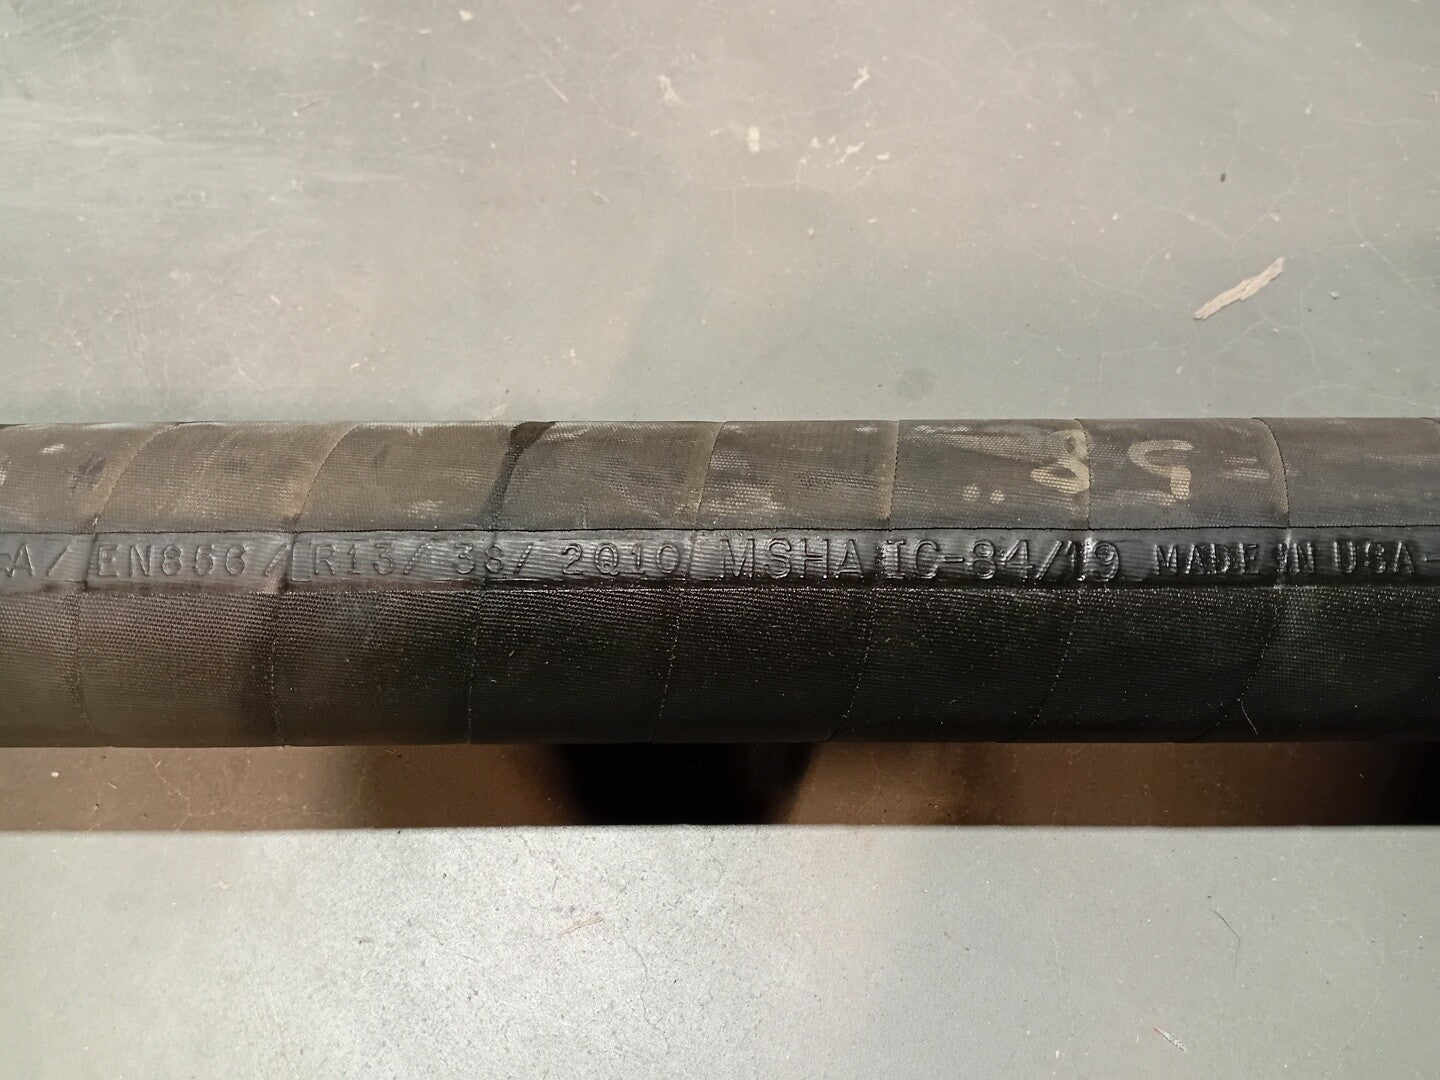 A/ EN856/ R13/ 38/ 2Q10/ MSHA IC-84/19 MADE IN USA-